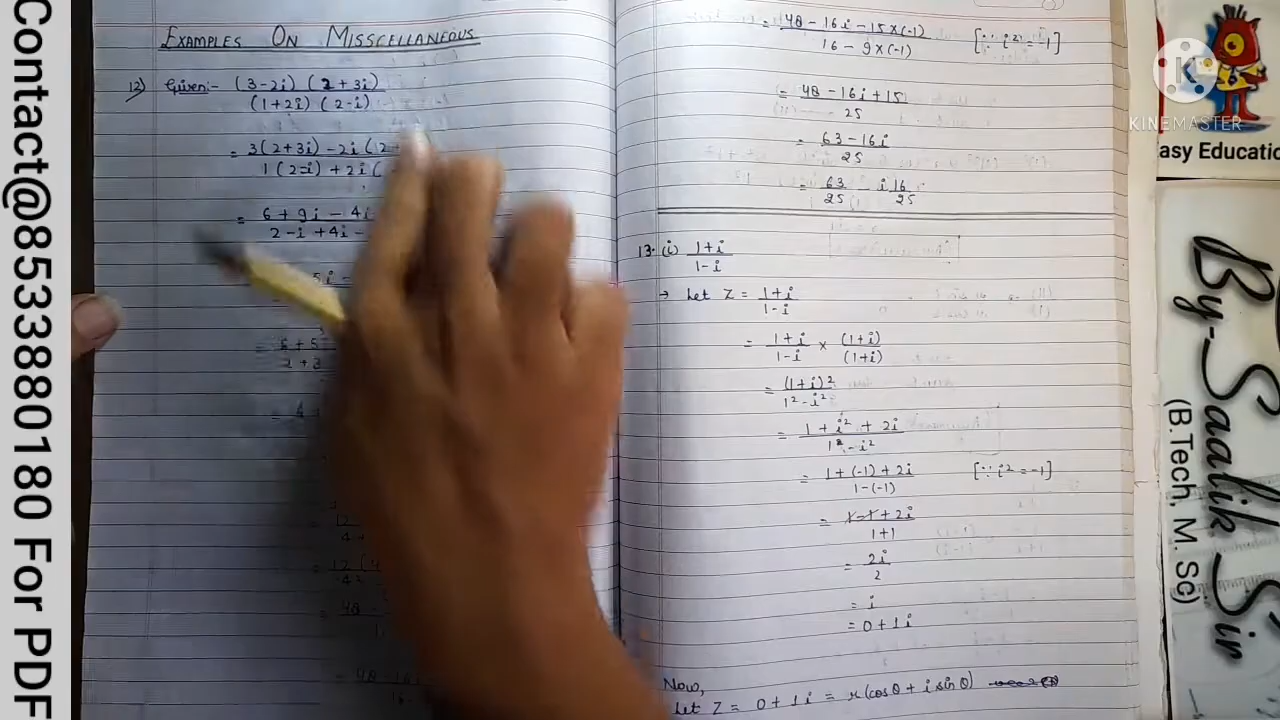 EXAMPLES ON MISSCELLANEOUS
12) Given:- (3-2i) (2+3i) / (1+2i) (2-i)
= 3(2+3i) -2i(2 / 1(2-i) +2i(
= 6+9i-4i / 2-i+4i-
= 48-16i-15×(-1) / 16-9×(-1) [∵ i²=-1]
= 48-16i+15 / 25
= 63-16i / 25
= 63/25 - i 16/25
13. (i) 1+i / 1-i
→ Let Z = 1+i / 1-i
= 1+i / 1-i × (1+i) / (1+i)
= (1+i)² / 1²-i²
= 1+i²+2i / 1²-i²
= 1+(-1)+2i / 1-(-1) [∵ i²=-1]
= 1-1+2i / 1+1
= 2i / 2
= i
= 0+1i
Now,
Let Z = 0+1i = r(cosθ + i sinθ)
Contact@8533880180 For PDF
KINEMASTER
Easy Educatio
By-Saalik Sir
(B.Tech, M. Sc)